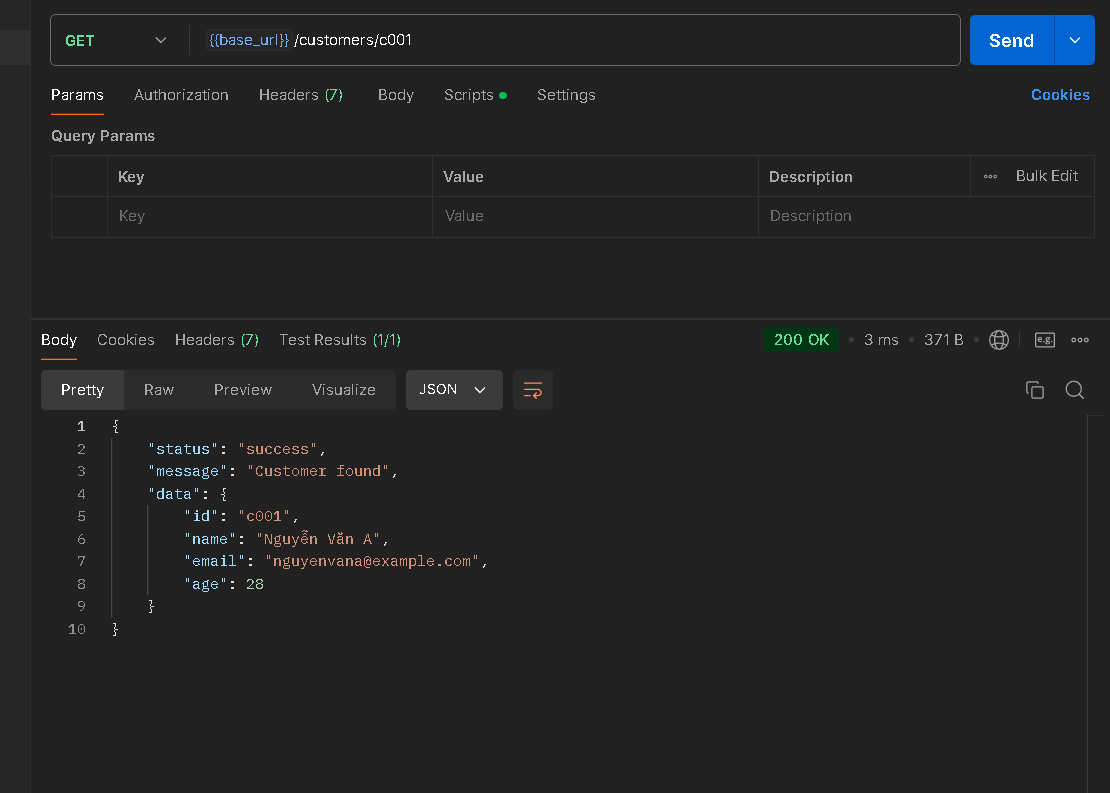 GET {{base_url}}/customers/c001 Send
Params Authorization Headers (7) Body Scripts Settings Cookies
Query Params
Key Value Description Bulk Edit
Key Value Description
Body Cookies Headers (7) Test Results (1/1) 200 OK • 3 ms • 371 B • e.g.
Pretty Raw Preview Visualize JSON
1 {
2 "status": "success",
3 "message": "Customer found",
4 "data": {
5 "id": "c001",
6 "name": "Nguyễn Văn A",
7 "email": "nguyenvana@example.com",
8 "age": 28
9 }
10 }